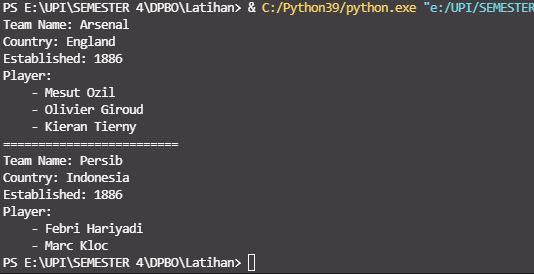 PS E:\UPI\SEMESTER 4\DPBO\Latihan> & C:/Python39/python.exe "e:/UPI/SEMESTER
Team Name: Arsenal
Country: England
Established: 1886
Player:
    - Mesut Ozil
    - Olivier Giroud
    - Kieran Tierny
=========================
Team Name: Persib
Country: Indonesia
Established: 1886
Player:
    - Febri Hariyadi
    - Marc Kloc
PS E:\UPI\SEMESTER 4\DPBO\Latihan>